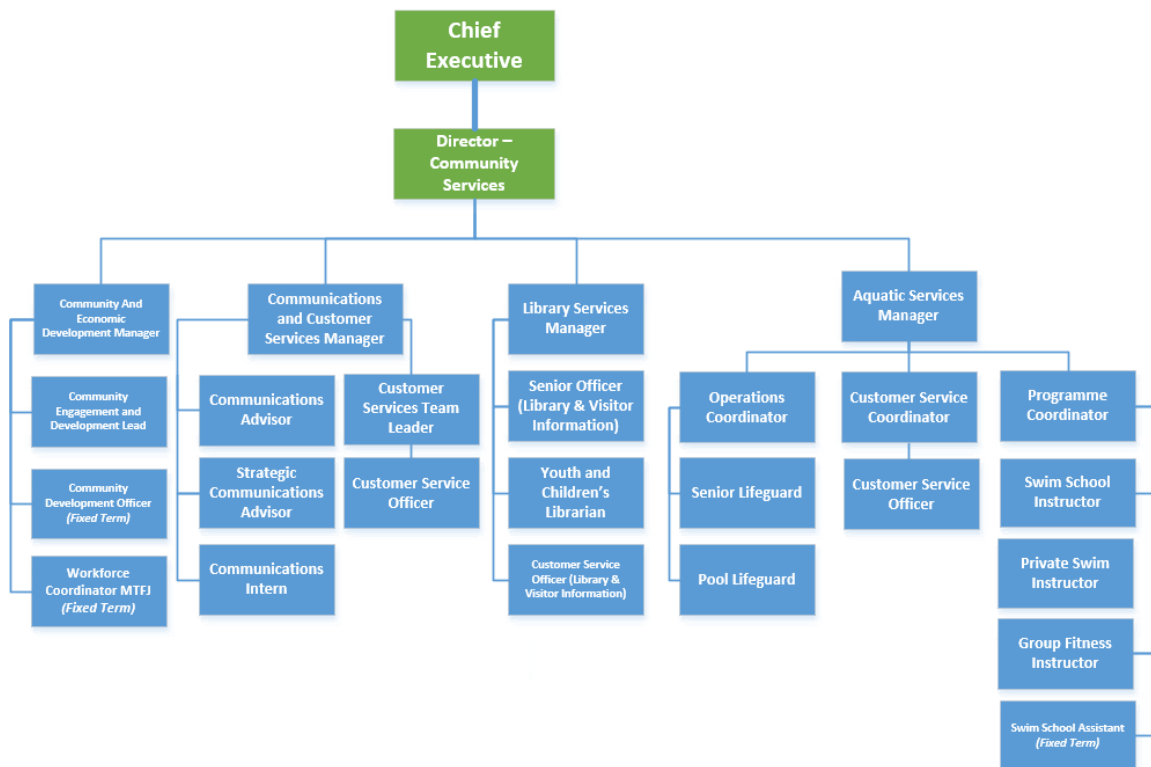 Chief
Executive
Director –
Community
Services
Community And
Economic
Development Manager
Community
Engagement and
Development Lead
Community
Development Officer
(Fixed Term)
Workforce
Coordinator MTFJ
(Fixed Term)
Communications
and Customer
Services Manager
Communications
Advisor
Strategic
Communications
Advisor
Communications
Intern
Customer
Services Team
Leader
Customer Service
Officer
Library Services
Manager
Senior Officer
(Library & Visitor
Information)
Youth and
Children's
Librarian
Customer Service
Officer (Library &
Visitor Information)
Aquatic Services
Manager
Operations
Coordinator
Senior Lifeguard
Pool Lifeguard
Customer Service
Coordinator
Customer Service
Officer
Programme
Coordinator
Swim School
Instructor
Private Swim
Instructor
Group Fitness
Instructor
Swim School Assistant
(Fixed Term)